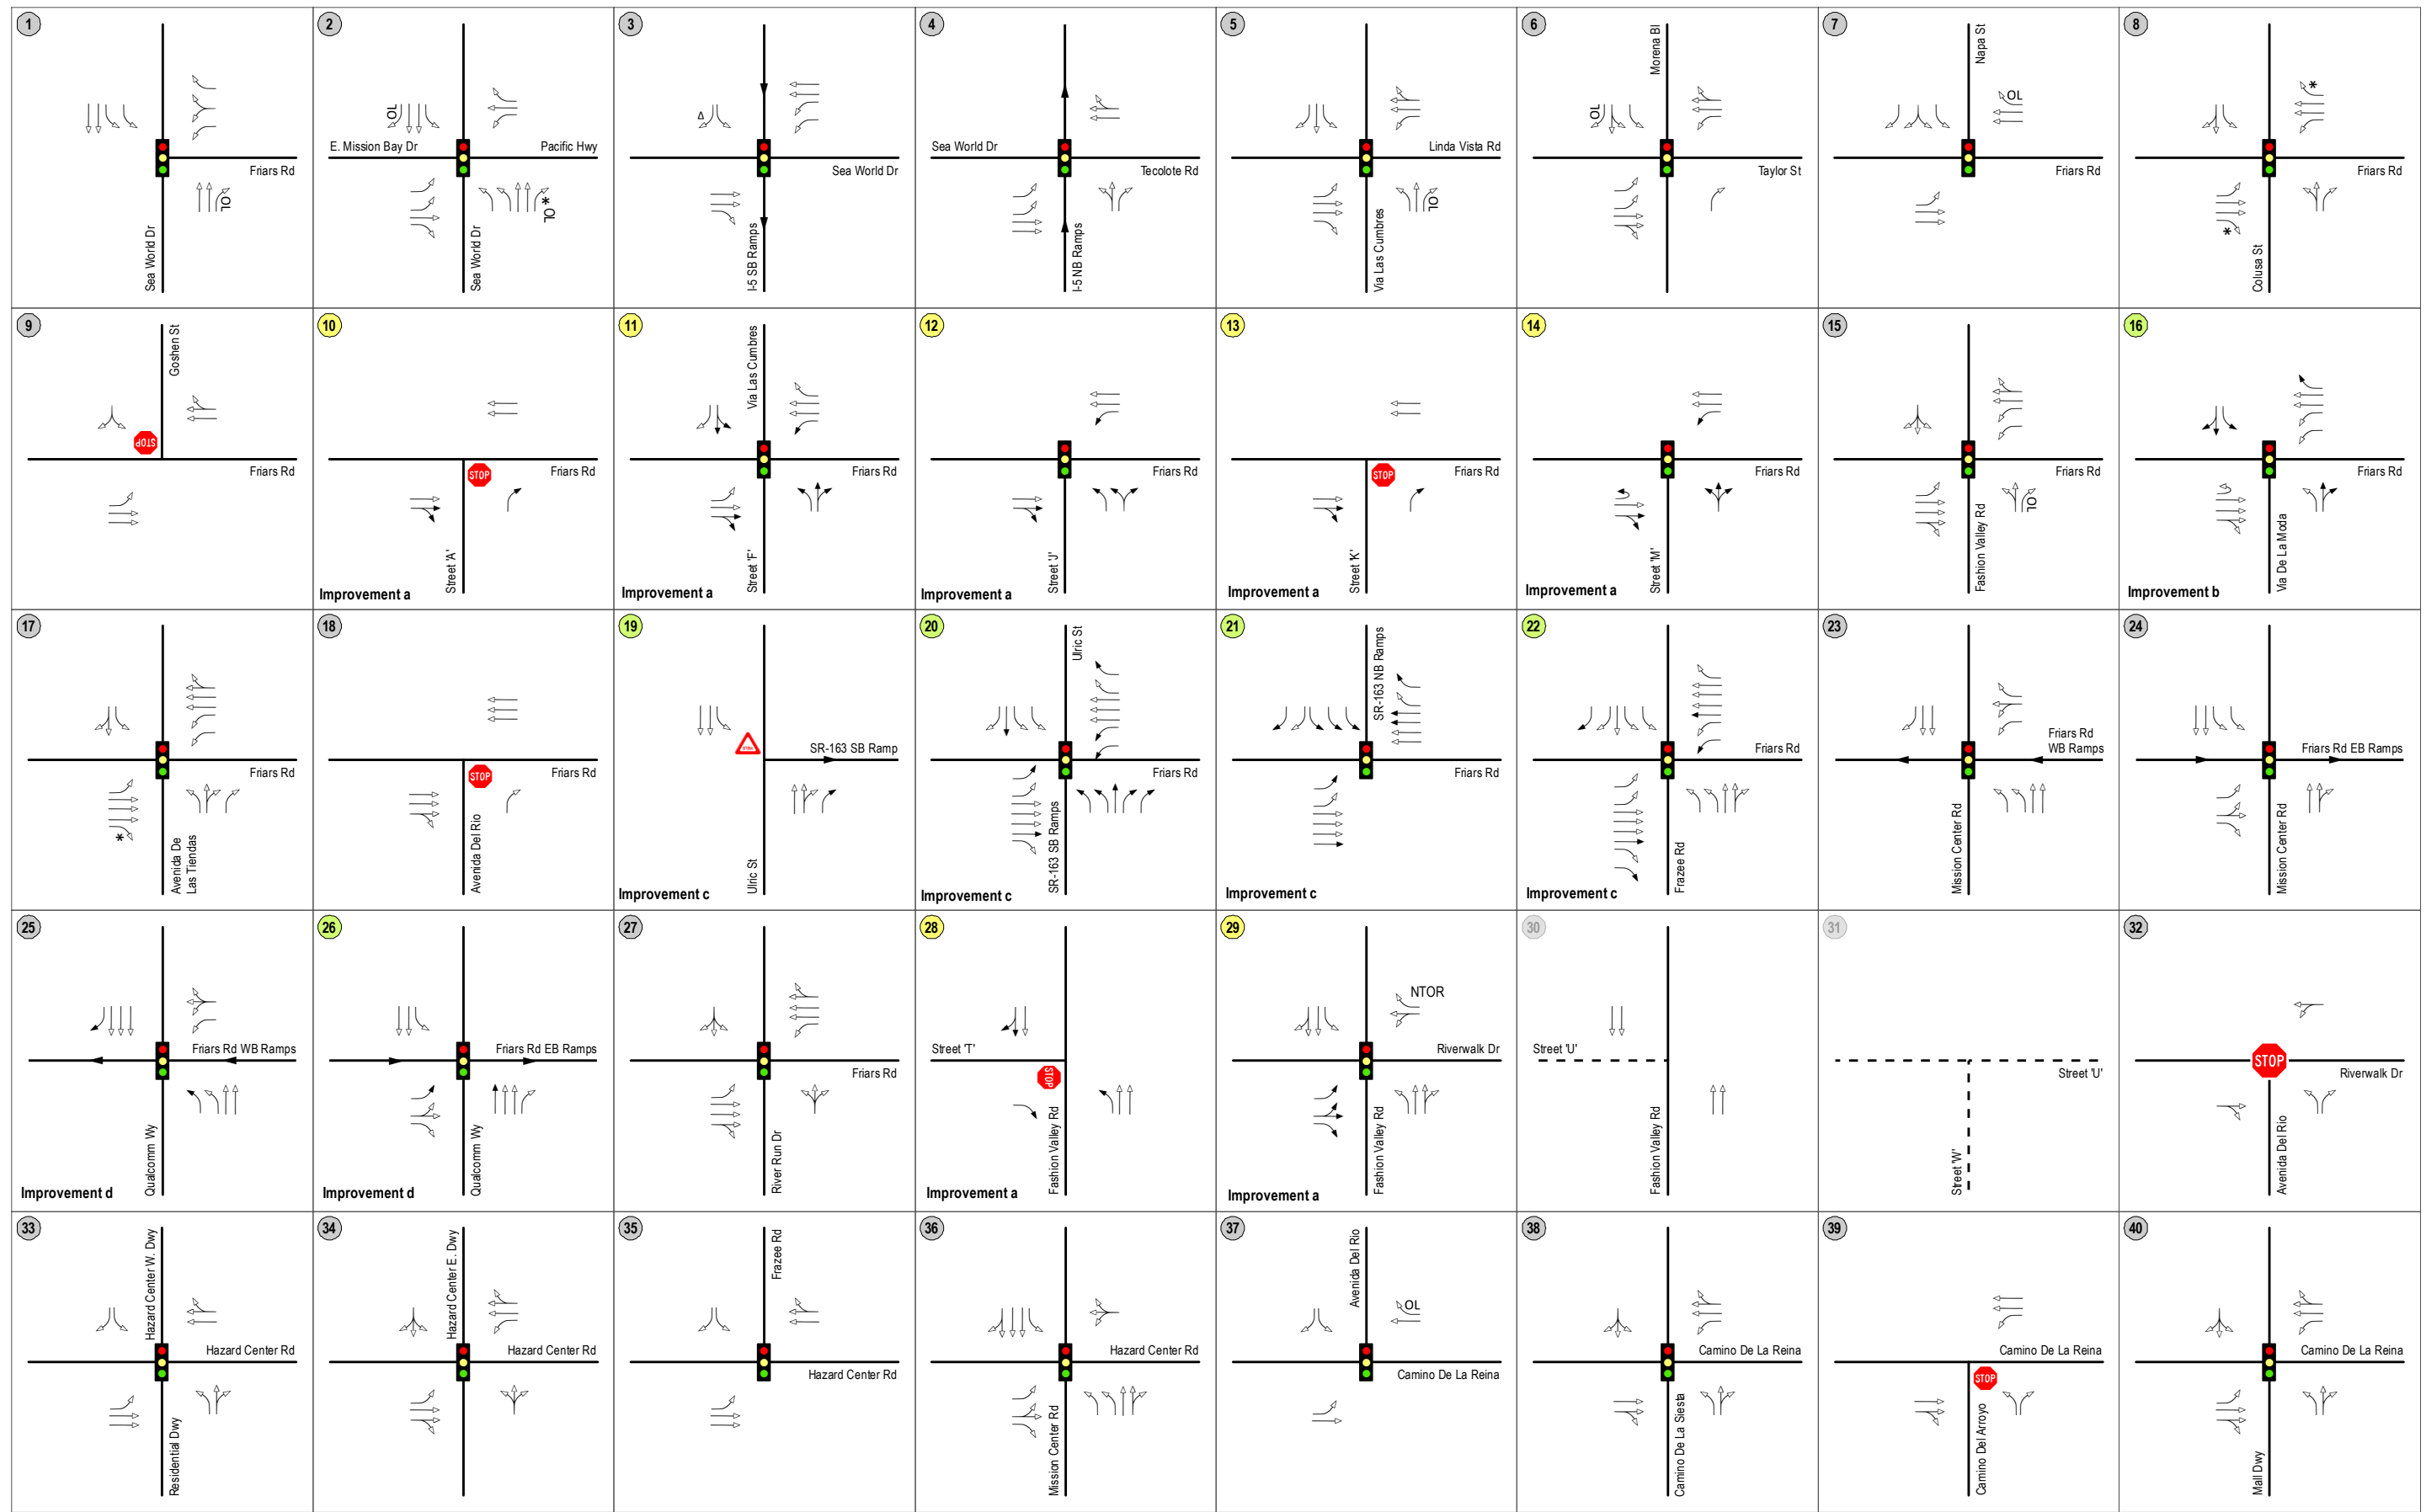 1
OL
Friars Rd
Sea World Dr
2
OL
E. Mission Bay Dr
Pacific Hwy
* OL
Sea World Dr
3
Sea World Dr
I-5 SB Ramps
4
Sea World Dr
Tecolote Rd
I-5 NB Ramps
5
Linda Vista Rd
OL
Via Las Cumbres
6
Morena Bl
OL
Taylor St
7
Napa St
OL
Friars Rd
8
*
Friars Rd
*
Colusa St
9
Goshen St
STOP
Friars Rd
10
STOP
Friars Rd
Street 'A'
Improvement a
11
Via Las Cumbres
Friars Rd
Street 'F'
Improvement a
12
Friars Rd
Street 'J'
Improvement a
13
STOP
Friars Rd
Street 'K'
Improvement a
14
Friars Rd
Street 'M'
Improvement a
15
Friars Rd
OL
Fashion Valley Rd
16
Friars Rd
Via De La Moda
Improvement b
17
Friars Rd
*
Avenida De
Las Tiendas
18
STOP
Friars Rd
Avenida Del Rio
19
SR-163 SB Ramp
Ulric St
Improvement c
20
Ulric St
Friars Rd
SR-163 SB Ramps
Improvement c
21
SR-163 NB Ramps
Friars Rd
Improvement c
22
Friars Rd
Frazee Rd
Improvement c
23
Friars Rd
WB Ramps
Mission Center Rd
24
Friars Rd EB Ramps
Mission Center Rd
25
Friars Rd WB Ramps
Qualcomm Wy
Improvement d
26
Friars Rd EB Ramps
Qualcomm Wy
Improvement d
27
Friars Rd
River Run Dr
28
Street 'T'
STOP
Fashion Valley Rd
Improvement a
29
NTOR
Riverwalk Dr
Fashion Valley Rd
Improvement a
30
Street 'U'
Fashion Valley Rd
31
Street 'U'
Street 'W'
32
STOP
Riverwalk Dr
Avenida Del Rio
33
Hazard Center W. Dwy
Hazard Center Rd
Residential Dwy
34
Hazard Center E. Dwy
Hazard Center Rd
35
Frazee Rd
Hazard Center Rd
36
Hazard Center Rd
Mission Center Rd
37
Avenida Del Rio
OL
Camino De La Reina
38
Camino De La Reina
Camino De La Siesta
39
Camino De La Reina
STOP
Camino Del Arroyo
40
Camino De La Reina
Mall Dwy